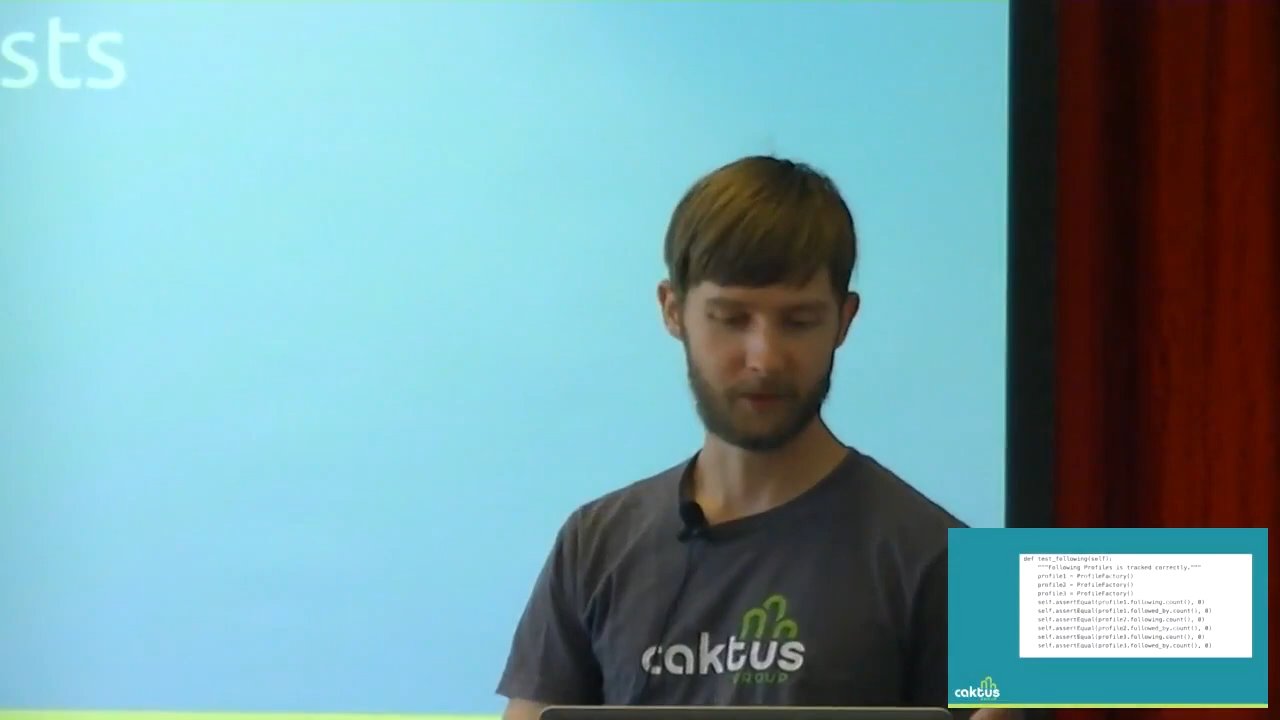 sts
caktus
GROUP
def test_following(self):
"""Following Profiles is tracked correctly."""
profile1 = ProfileFactory()
profile2 = ProfileFactory()
profile3 = ProfileFactory()
self.assertEqual(profile1.following.count(), 0)
self.assertEqual(profile1.followed_by.count(), 0)
self.assertEqual(profile2.following.count(), 0)
self.assertEqual(profile2.followed_by.count(), 0)
self.assertEqual(profile3.following.count(), 0)
self.assertEqual(profile3.followed_by.count(), 0)
caktus
GROUP